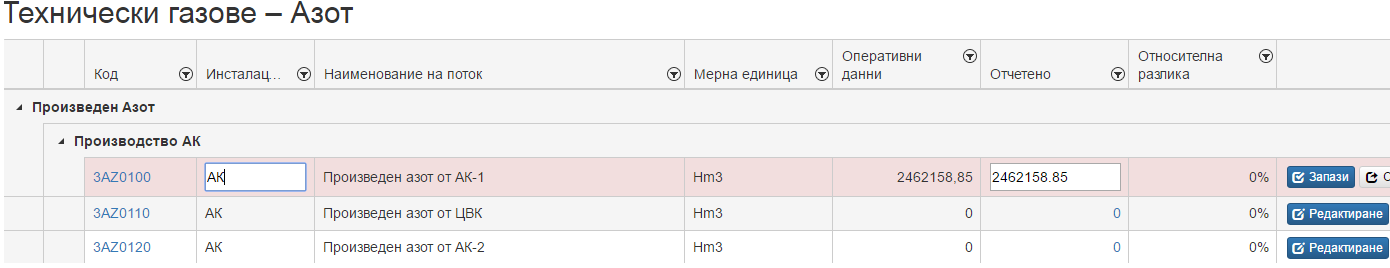 Технически газове – Азот
Код Инсталац... Наименование на поток Мерна единица Оперативни данни Отчетено Относителна разлика
Произведен Азот
Производство АК
3AZ0100 АК Произведен азот от АК-1 Hm3 2462158,85 2462158.85 0% Запази
3AZ0110 АК Произведен азот от ЦВК Hm3 0 0 0% Редактиране
3AZ0120 АК Произведен азот от АК-2 Hm3 0 0 0% Редактиране